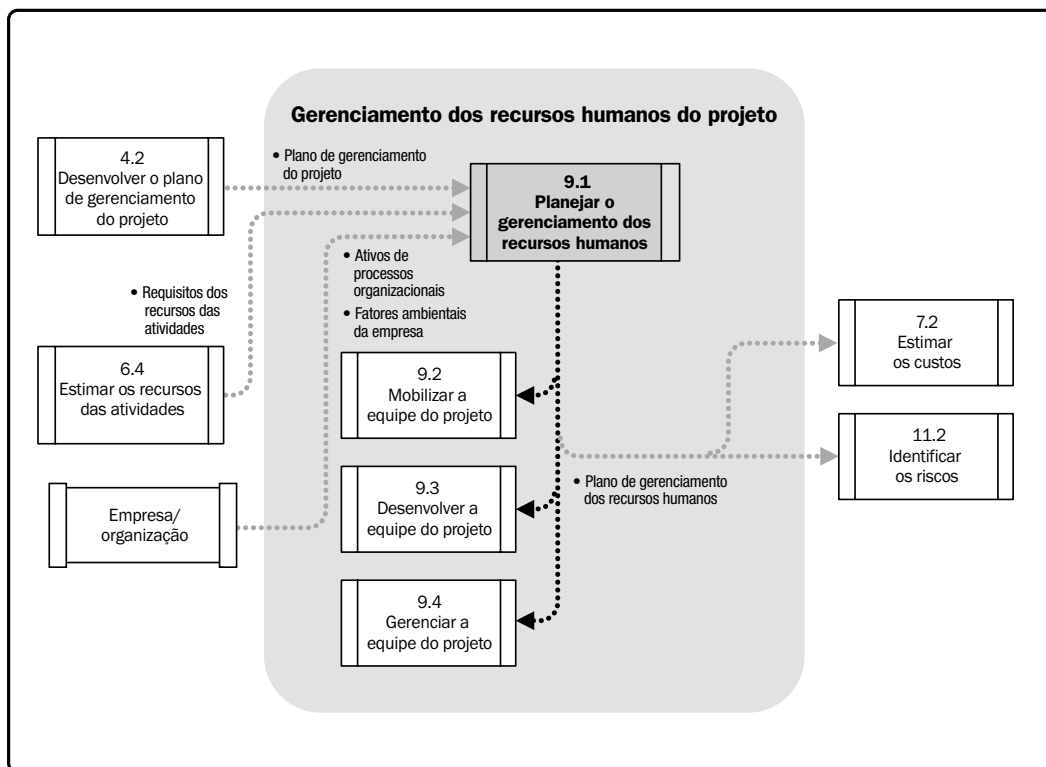 Gerenciamento dos recursos humanos do projeto
4.2
Desenvolver o plano
de gerenciamento
do projeto
• Plano de gerenciamento
do projeto
9.1
Planejar o
gerenciamento dos
recursos humanos
• Requisitos dos
recursos das
atividades
• Ativos de
processos
organizacionais
• Fatores ambientais
da empresa
6.4
Estimar os recursos
das atividades
9.2
Mobilizar a
equipe do projeto
7.2
Estimar
os custos
11.2
Identificar
os riscos
• Plano de gerenciamento
dos recursos humanos
Empresa/
organização
9.3
Desenvolver a
equipe do projeto
9.4
Gerenciar a
equipe do projeto